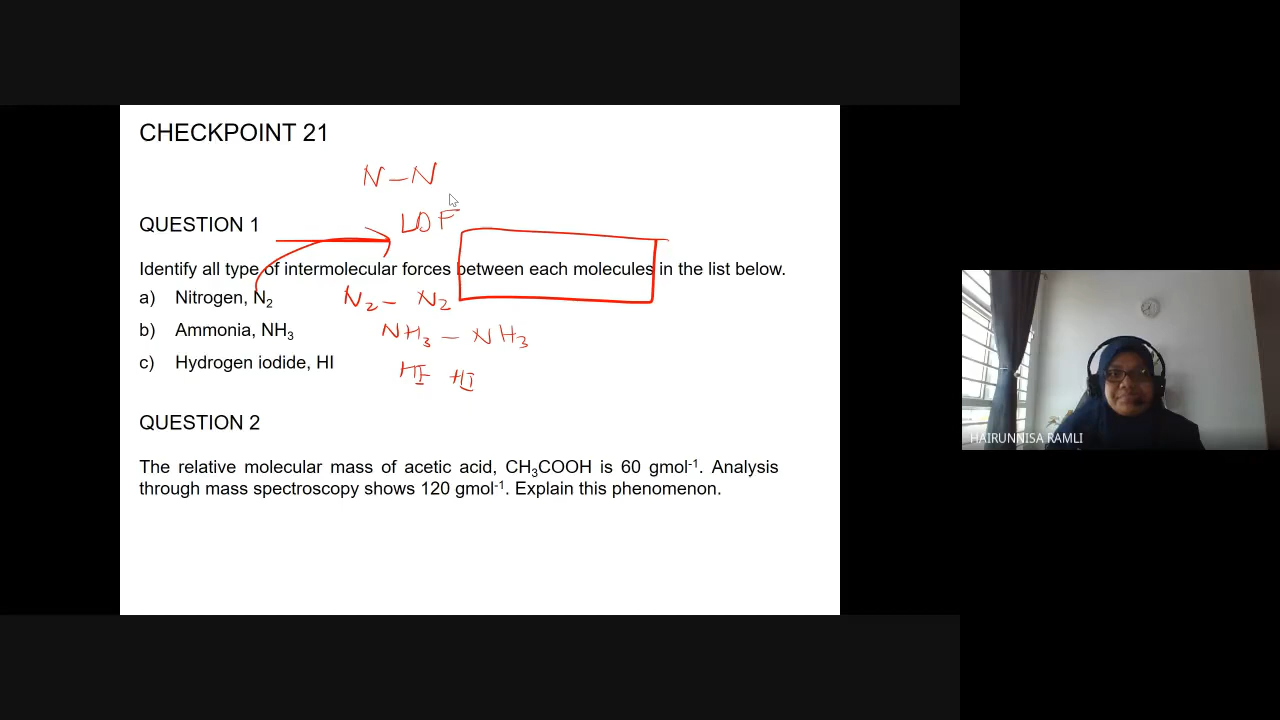 CHECKPOINT 21
N – N
QUESTION 1
LDF
Identify all type of intermolecular forces between each molecules in the list below.
a) Nitrogen, N₂
N₂ – N₂
b) Ammonia, NH₃
NH₃ – NH₃
c) Hydrogen iodide, HI
HI HI
QUESTION 2
The relative molecular mass of acetic acid, CH₃COOH is 60 gmol⁻¹. Analysis
through mass spectroscopy shows 120 gmol⁻¹. Explain this phenomenon.
HAIRUNNISA RAMLI